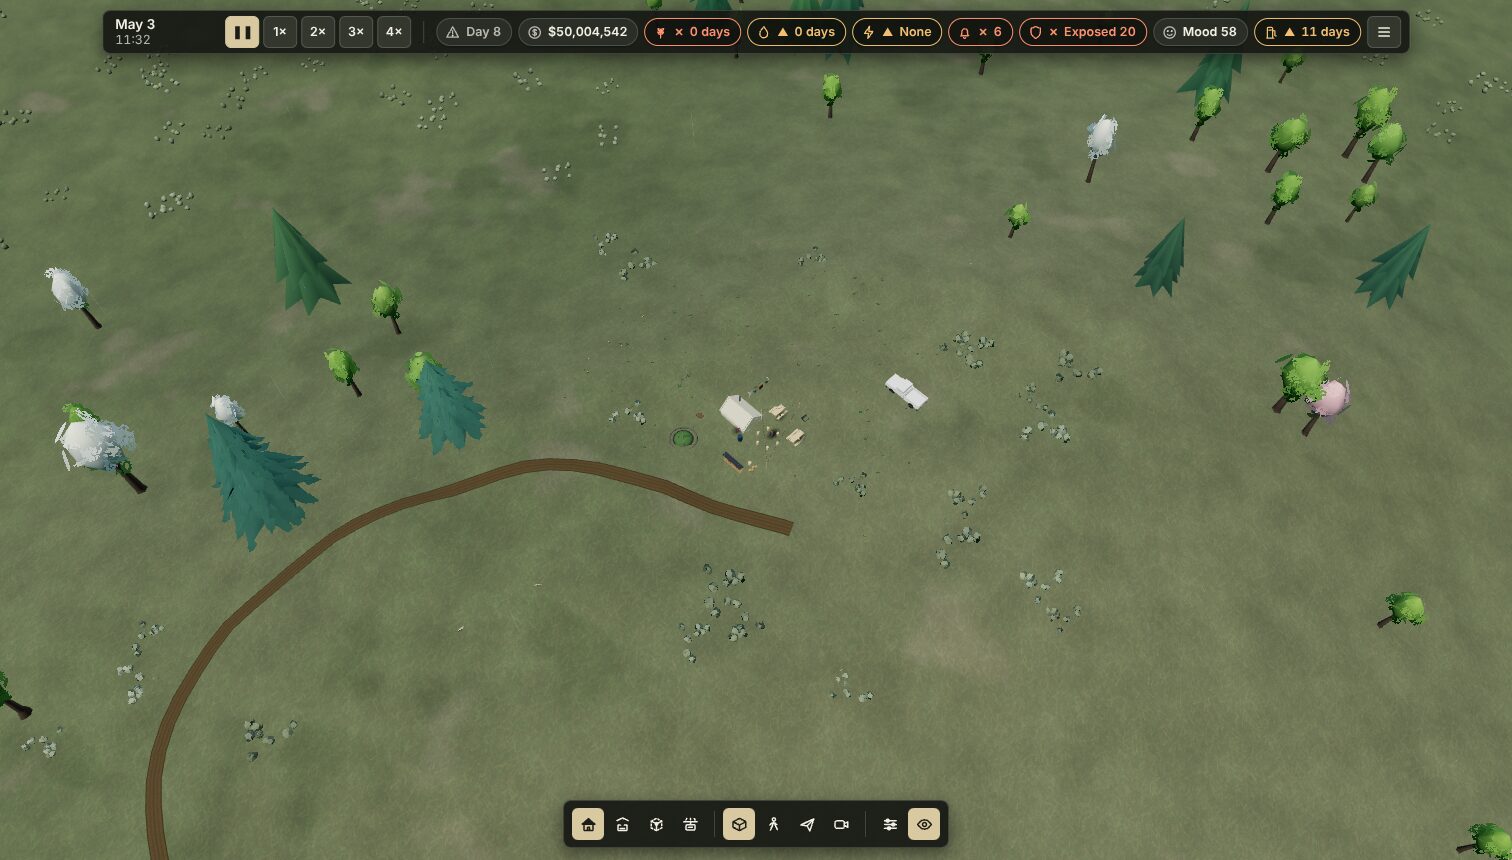 May 3
11:32
1×
2×
3×
4×
Day 8
$50,004,542
× 0 days
0 days
None
× 6
× Exposed 20
Mood 58
11 days